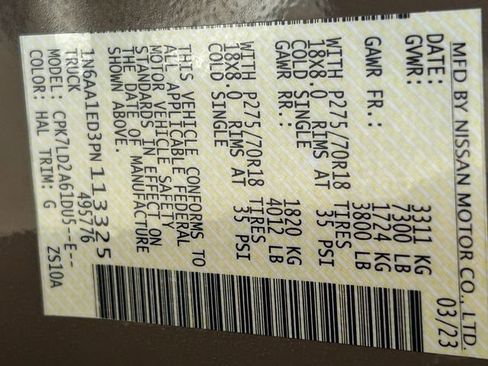 MFD BY NISSAN MOTOR CO., LTD.
DATE: 03/23
GVWR: 3311 KG
7300 LB
GAWR FR.: 1724 KG
3800 LB
WITH P275/70R18 TIRES
18X8.0 RIMS AT 35 PSI
COLD SINGLE
GAWR RR.: 1820 KG
4012 LB
WITH P275/70R18 TIRES
18X8.0 RIMS AT 35 PSI
COLD SINGLE
THIS VEHICLE CONFORMS TO
ALL APPLICABLE FEDERAL
MOTOR VEHICLE SAFETY
STANDARDS IN EFFECT ON
THE DATE OF MANUFACTURE
SHOWN ABOVE.
1N6AA1ED3PN113325
TRUCK 495776
MODEL: CPK7LD2A61DU5--E--
COLOR: HAL TRIM: G ZS10A